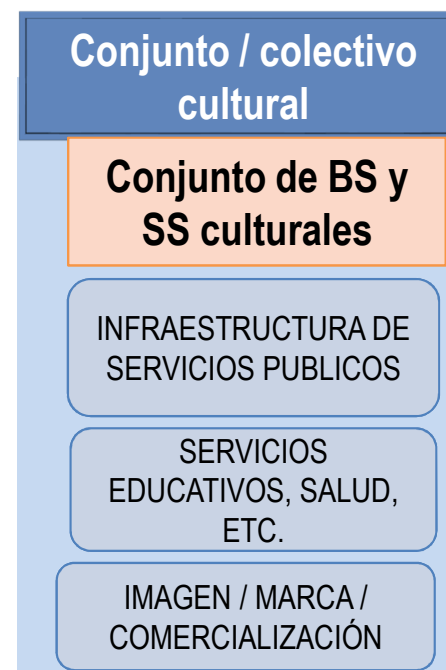 Conjunto / colectivo
cultural
Conjunto de BS y
SS culturales
INFRAESTRUCTURA DE
SERVICIOS PUBLICOS
SERVICIOS
EDUCATIVOS, SALUD,
ETC.
IMAGEN / MARCA /
COMERCIALIZACIÓN